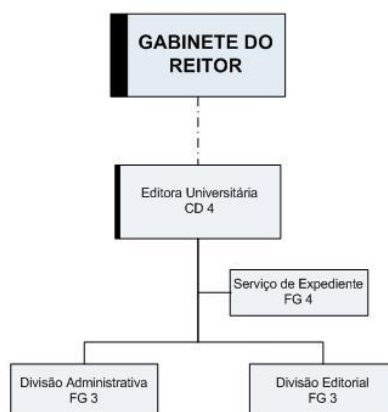 GABINETE DO
REITOR
Editora Universitária
CD 4
Serviço de Expediente
FG 4
Divisão Administrativa
FG 3
Divisão Editorial
FG 3